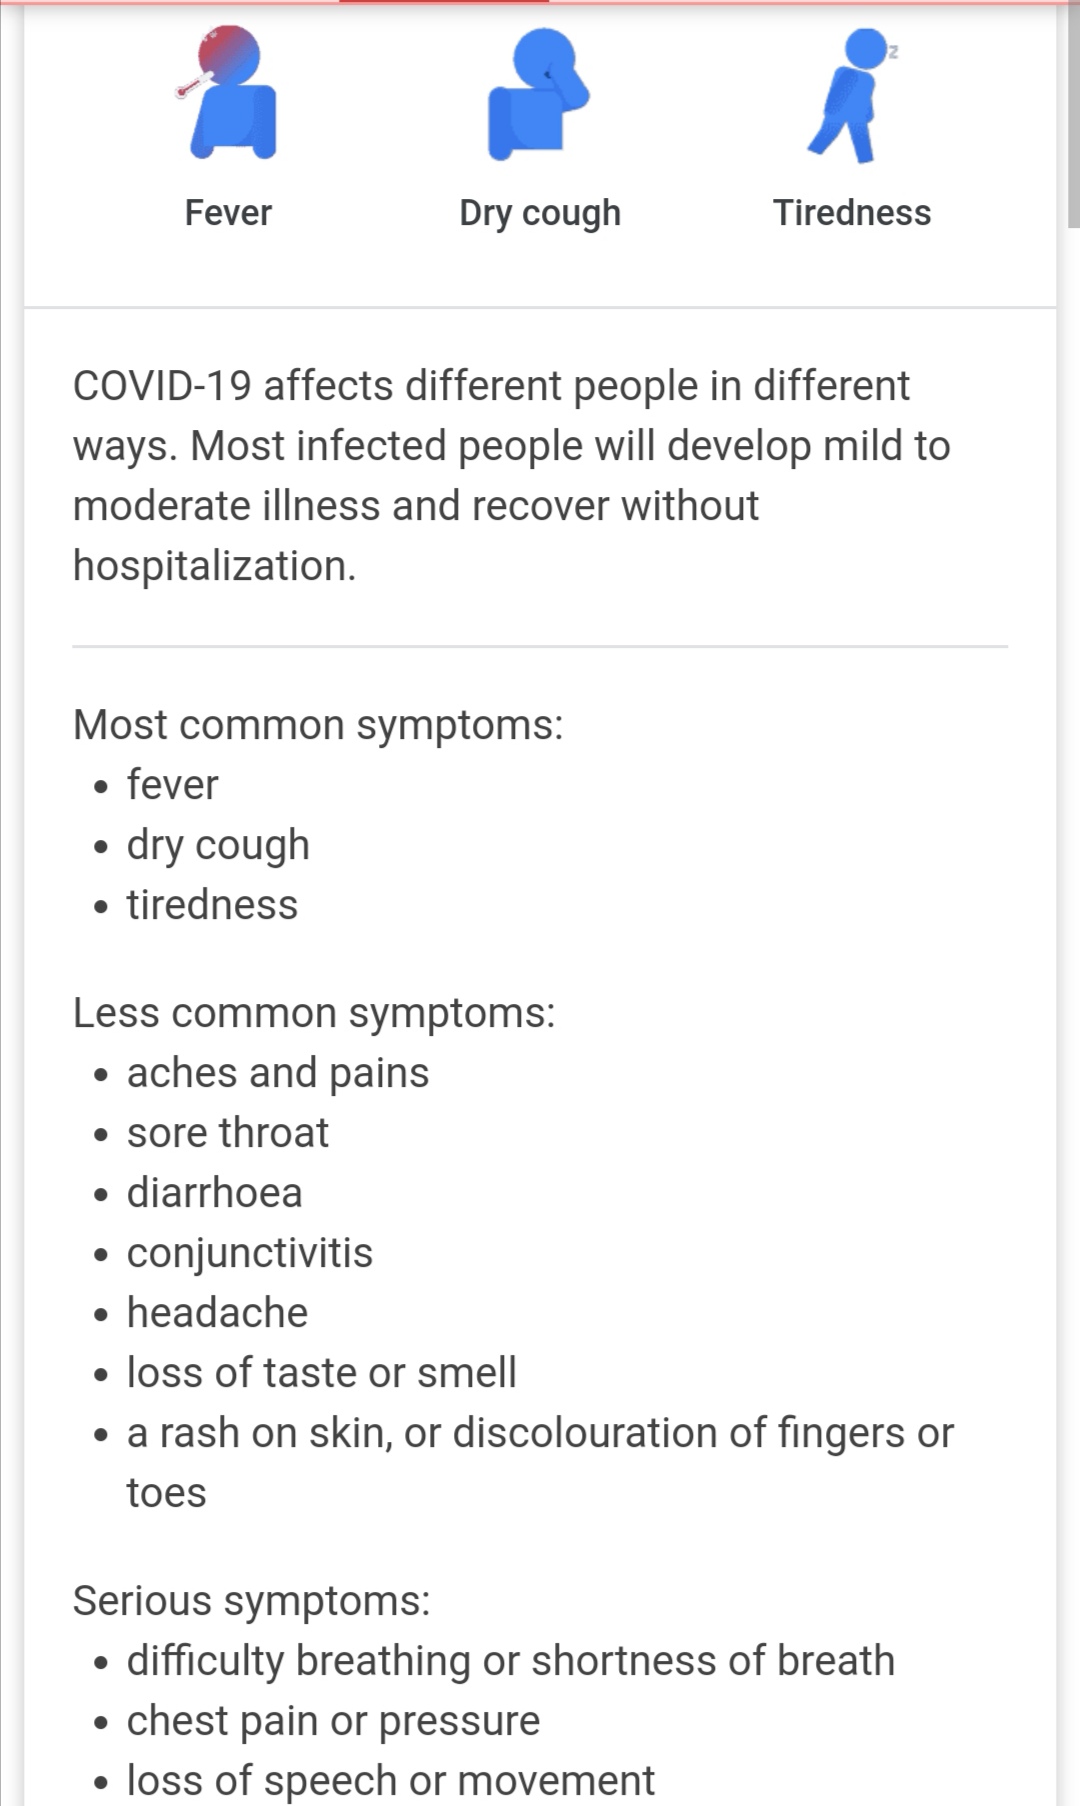 z
Fever
Dry cough
Tiredness
COVID-19 affects different people in different
ways. Most infected people will develop mild to
moderate illness and recover without
hospitalization.
Most common symptoms:
• fever
• dry cough
• tiredness
Less common symptoms:
• aches and pains
• sore throat
• diarrhoea
• conjunctivitis
• headache
• loss of taste or smell
• a rash on skin, or discolouration of fingers or
toes
Serious symptoms:
• difficulty breathing or shortness of breath
• chest pain or pressure
• loss of speech or movement